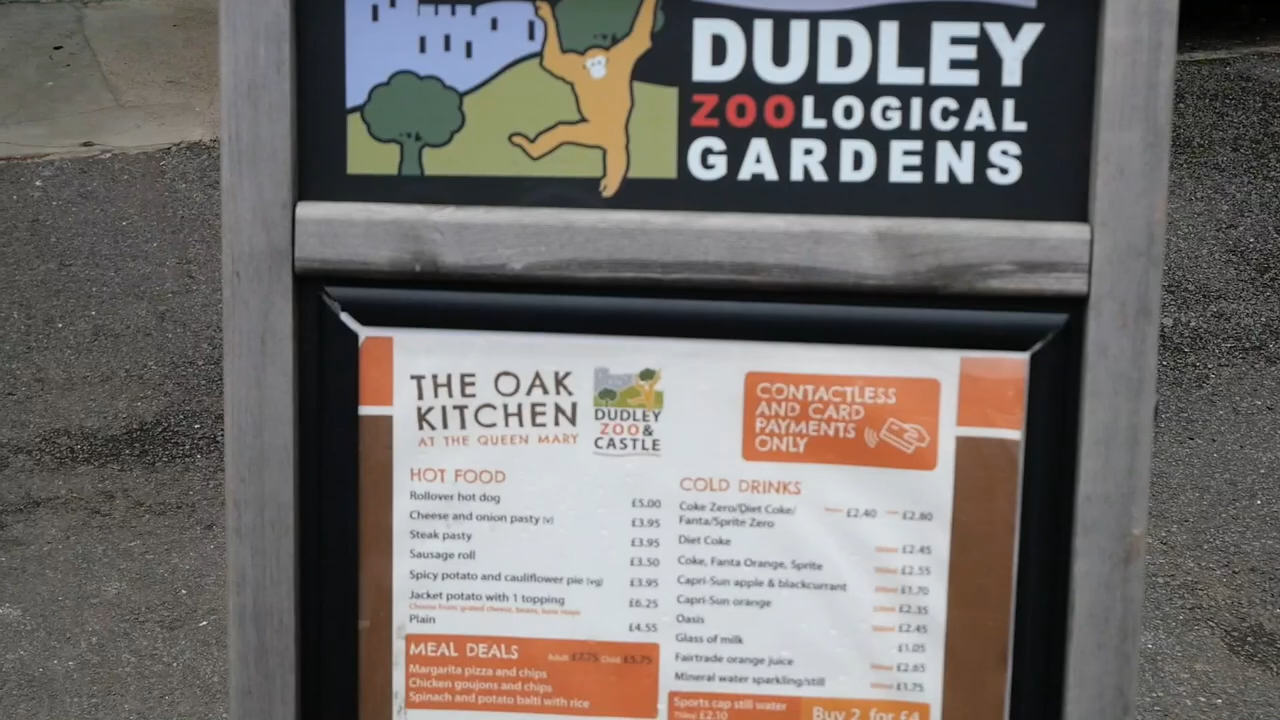 DUDLEY
ZOOLOGICAL
GARDENS
THE OAK
KITCHEN
AT THE QUEEN MARY
DUDLEY
ZOO&
CASTLE
CONTACTLESS
AND CARD
PAYMENTS
ONLY
HOT FOOD
Rollover hot dog £5.00
Cheese and onion pasty (v) £3.95
Steak pasty £3.95
Sausage roll £3.50
Spicy potato and cauliflower pie (vg) £3.95
Jacket potato with 1 topping £6.25
Choose from: grated cheese, beans, tuna mayo
Plain £4.55
MEAL DEALS Adult £7.75 Child £5.75
Margarita pizza and chips
Chicken goujons and chips
Spinach and potato balti with rice
COLD DRINKS
Coke Zero/Diet Coke/ £2.40 £2.80
Fanta/Sprite Zero
Diet Coke £2.45
Coke, Fanta Orange, Sprite £2.55
Capri-Sun apple & blackcurrant £1.70
Capri-Sun orange £2.35
Oasis £2.45
Glass of milk £1.05
Fairtrade orange juice £2.65
Mineral water sparkling/still £1.75
Sports cap still water
750ml £2.10
Buy 2 for £4